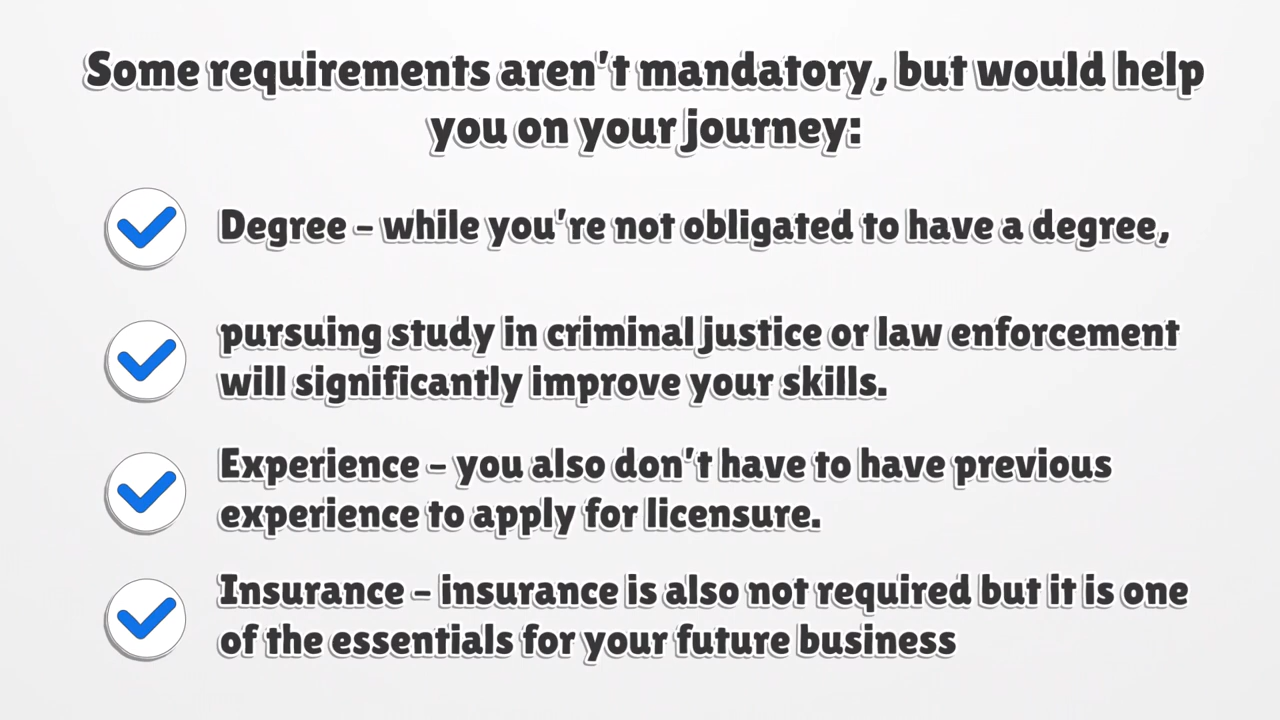 Some requirements aren't mandatory, but would help
you on your journey:
Degree – while you're not obligated to have a degree,
pursuing study in criminal justice or law enforcement
will significantly improve your skills.
Experience – you also don't have to have previous
experience to apply for licensure.
Insurance – insurance is also not required but it is one
of the essentials for your future business